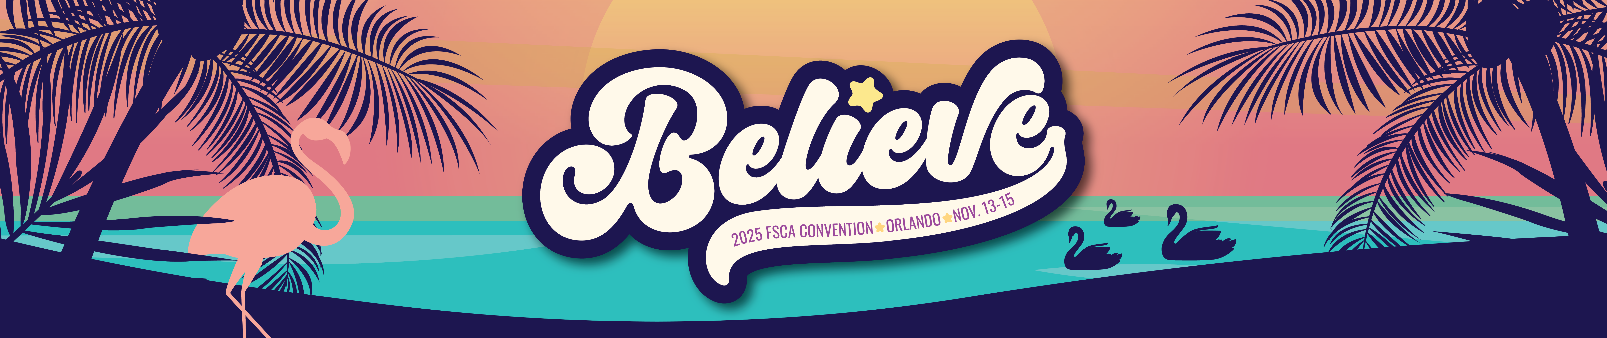 Believe
2025 FSCA CONVENTION ORLANDO NOV. 13-15